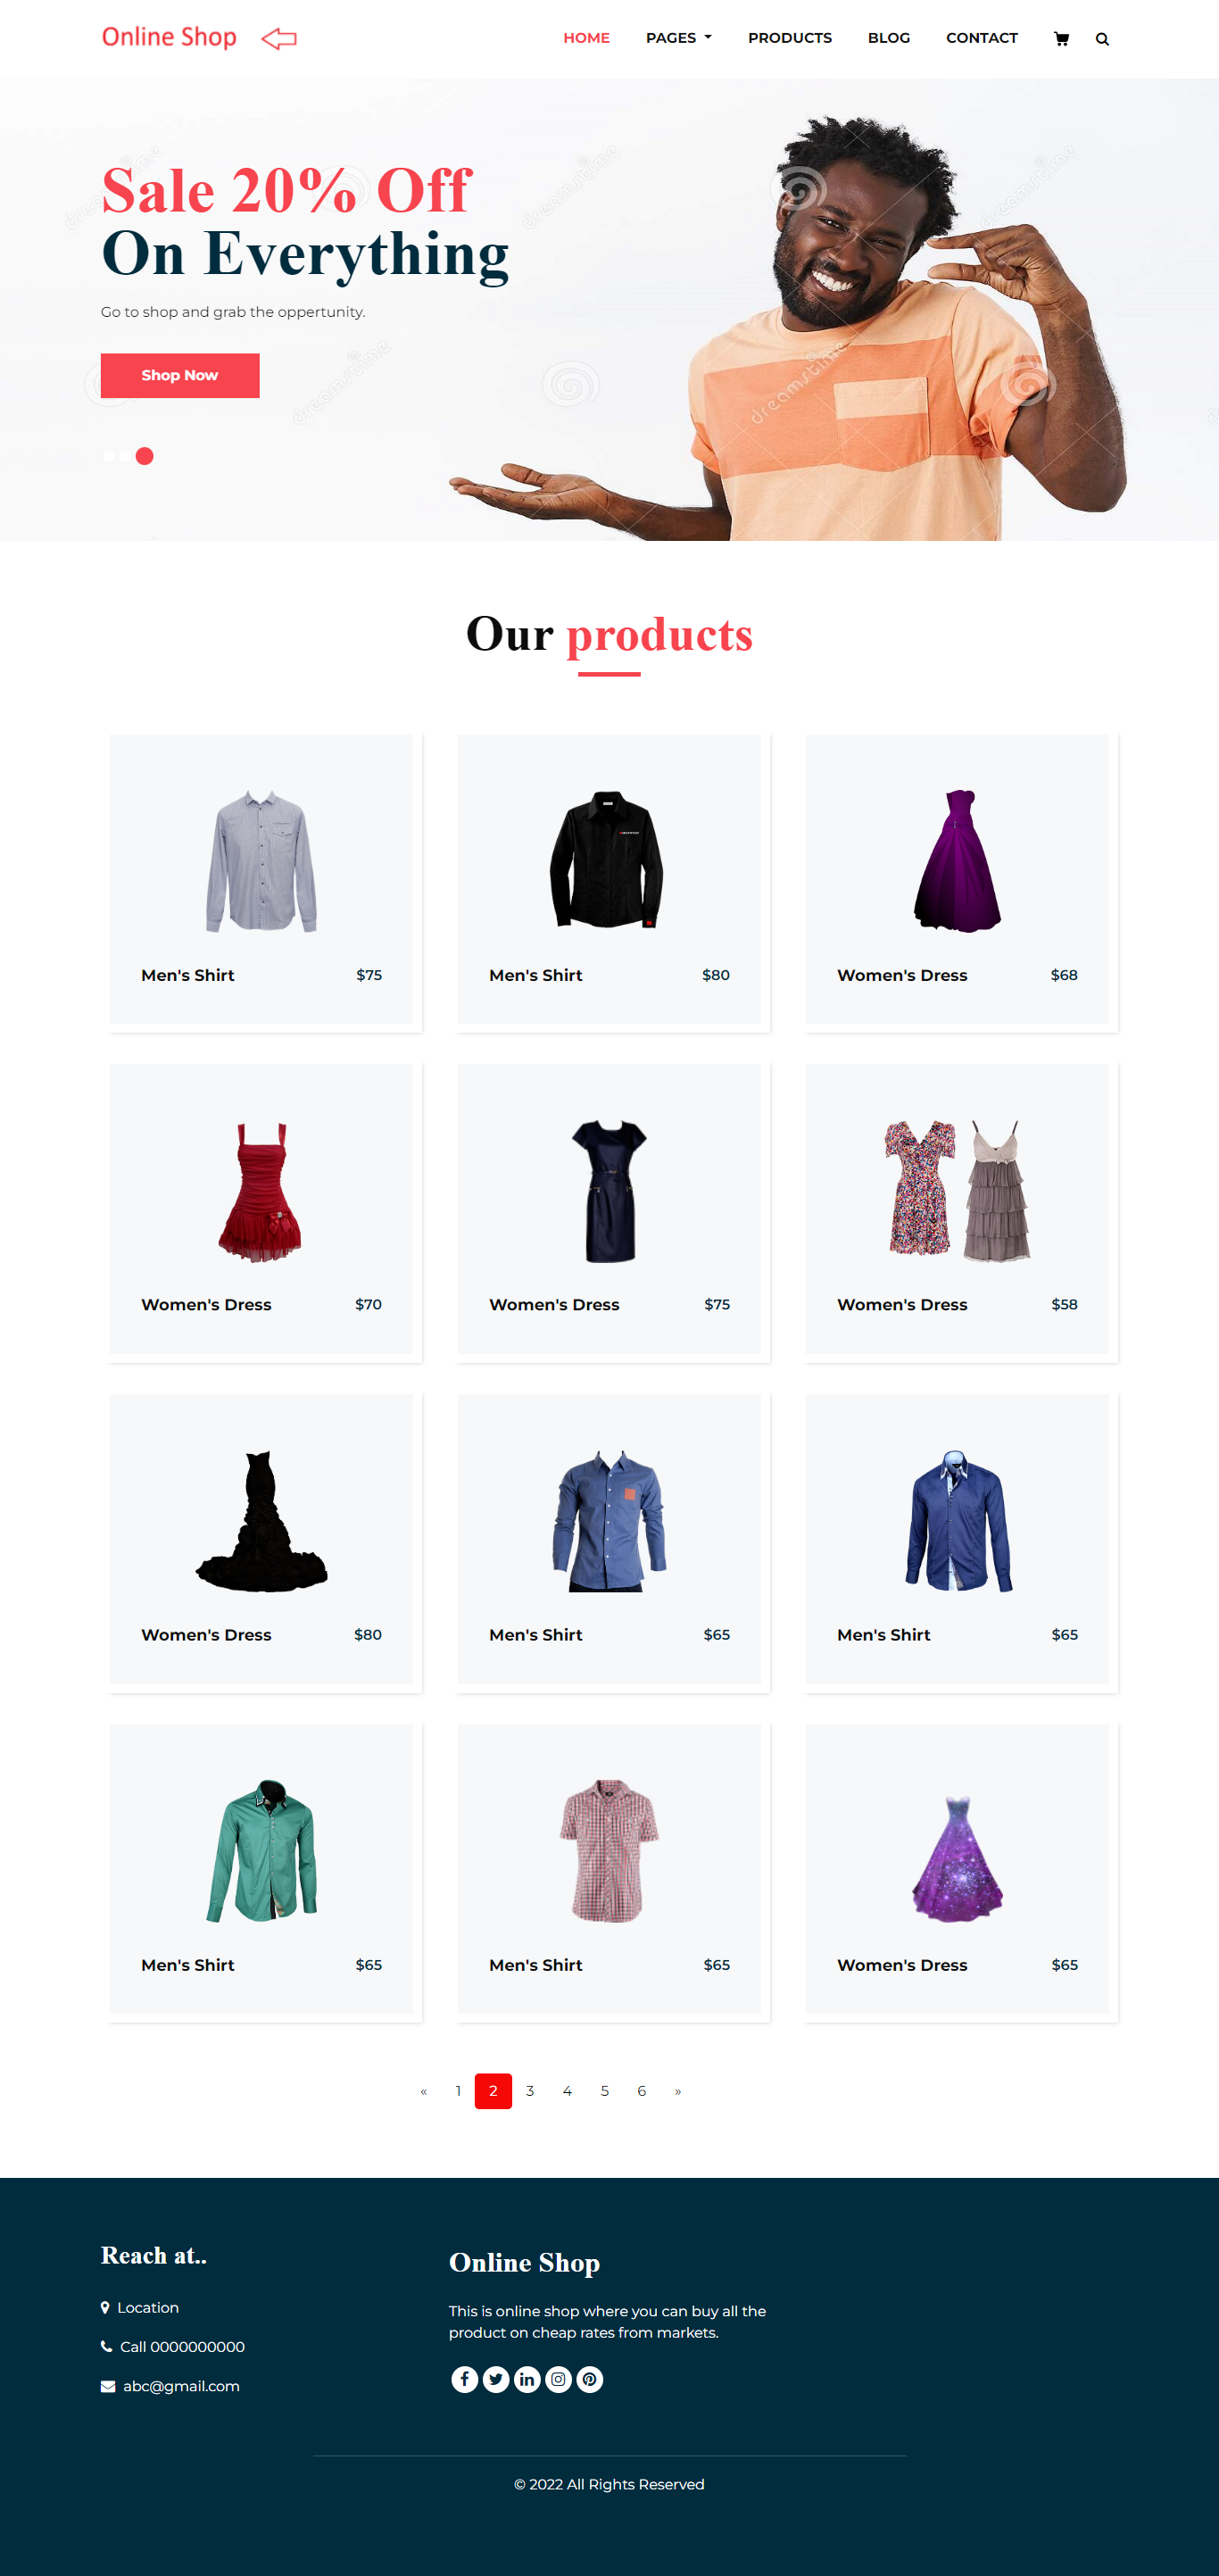 Online Shop
HOME PAGES PRODUCTS BLOG CONTACT
Sale 20% Off
On Everything
Go to shop and grab the oppertunity.
Shop Now
dreamstime
dreamstime
dreamstime
dreamstime
dreamstime
Our products
Men's Shirt $75
Men's Shirt $80
Women's Dress $68
Women's Dress $70
Women's Dress $75
Women's Dress $58
Women's Dress $80
Men's Shirt $65
Men's Shirt $65
Men's Shirt $65
Men's Shirt $65
Women's Dress $65
« 1 2 3 4 5 6 »
Reach at..
Location
Call 0000000000
abc@gmail.com
Online Shop
This is online shop where you can buy all the
product on cheap rates from markets.
© 2022 All Rights Reserved